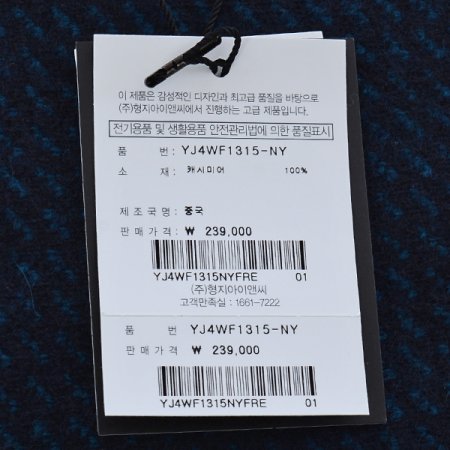 이 제품은 감성적인 디자인과 최고급 품질을 바탕으로
(주)형지아이앤씨에서 진행하는 고급 제품입니다.
전기용품 및 생활용품 안전관리법에 의한 품질표시
품 번: YJ4WF1315-NY
소 재: 캐시미어 100%
제조국명: 중국
판매가격: ₩ 239,000
YJ4WF1315NYFRE 01
(주)형지아이앤씨
고객만족실: 1661-7222
품 번 YJ4WF1315-NY
판매가격 ₩ 239,000
YJ4WF1315NYFRE 01